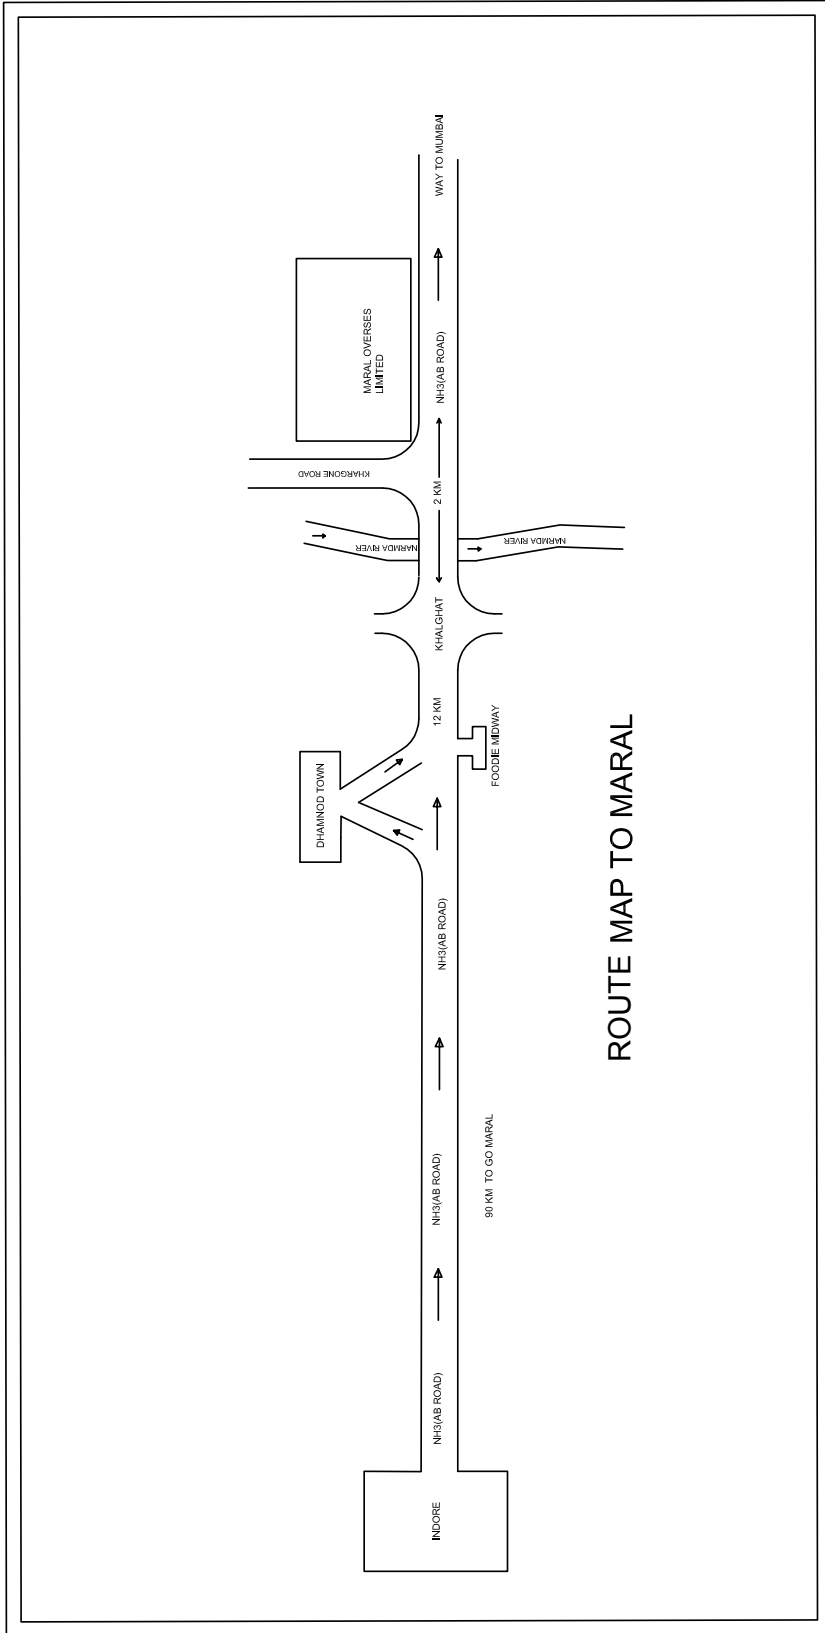 WAY TO MUMBAI
MARAL OVERSES
LIMITED
NH3(AB ROAD)
KHARGONE ROAD
2 KM
NARMDA RIVER
NARMDA RIVER
KHALGHAT
12 KM
FOODIE MIDWAY
DHAMNOD TOWN
NH3(AB ROAD)
ROUTE MAP TO MARAL
NH3(AB ROAD)
90 KM TO GO MARAL
NH3(AB ROAD)
INDORE